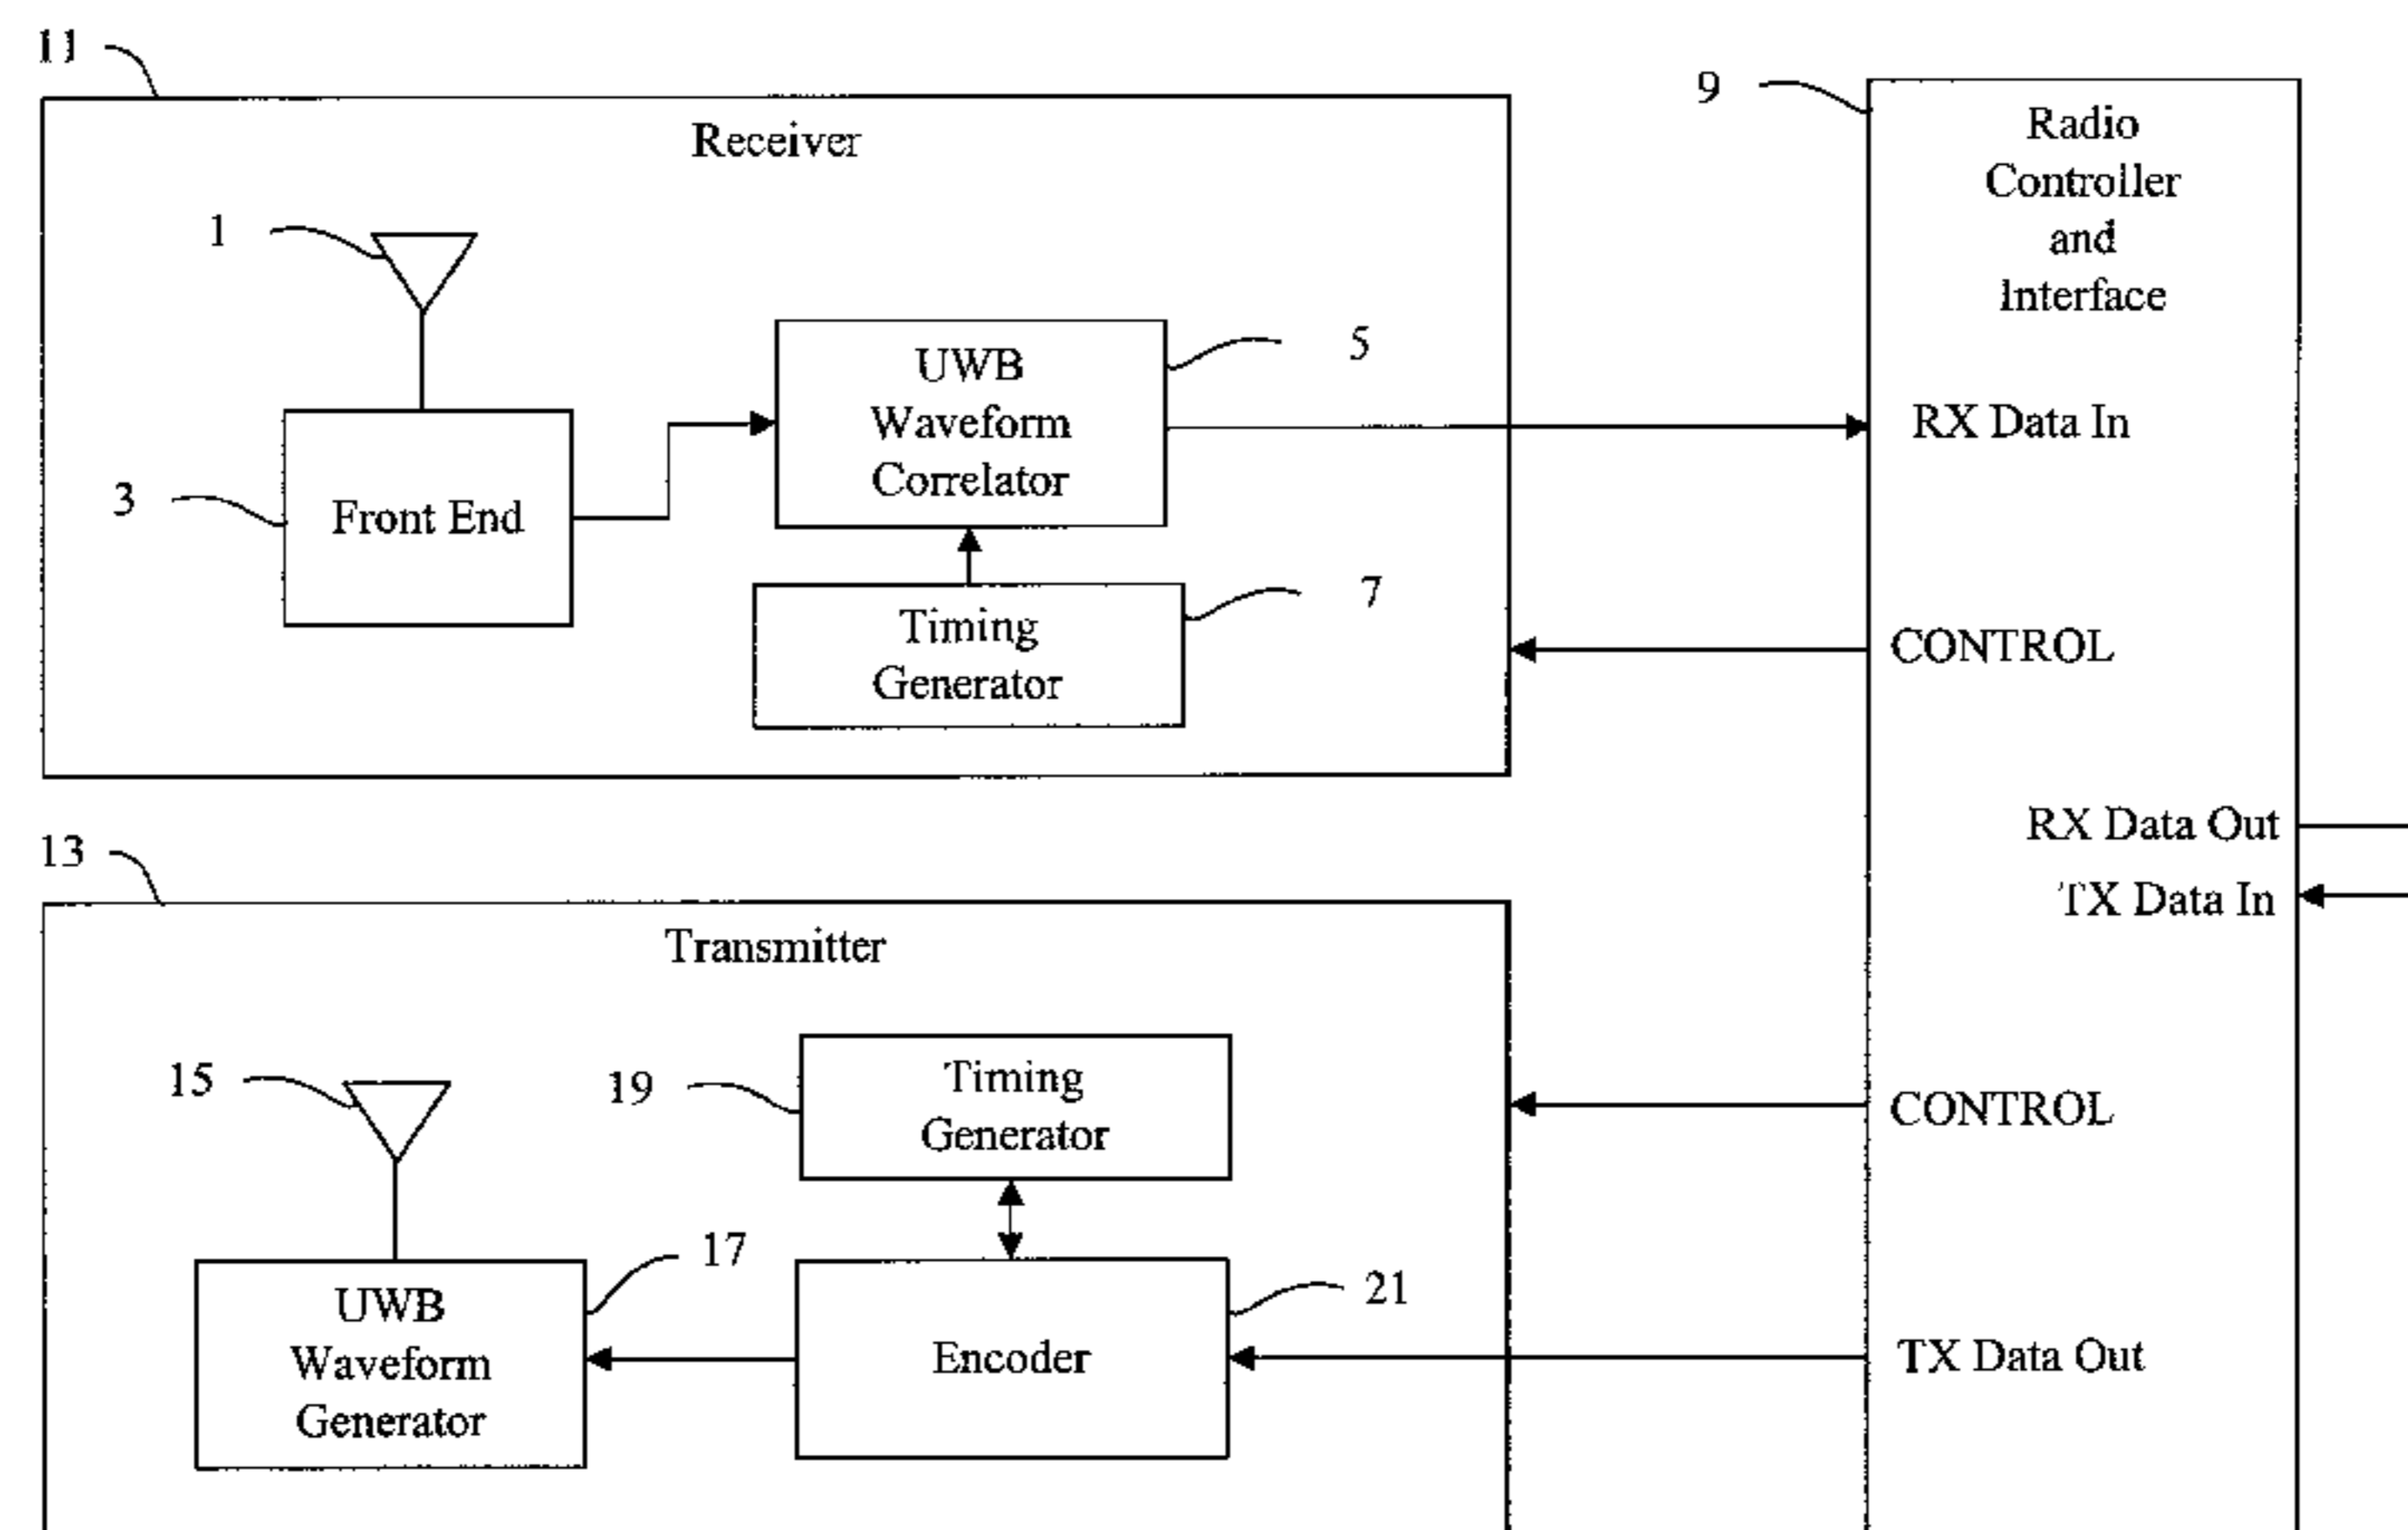 11
Receiver
1
3
Front End
UWB
Waveform
Correlator
5
Timing
Generator
7
9
Radio
Controller
and
Interface
RX Data In
CONTROL
RX Data Out
TX Data In
CONTROL
TX Data Out
13
Transmitter
15
19
Timing
Generator
17
UWB
Waveform
Generator
21
Encoder